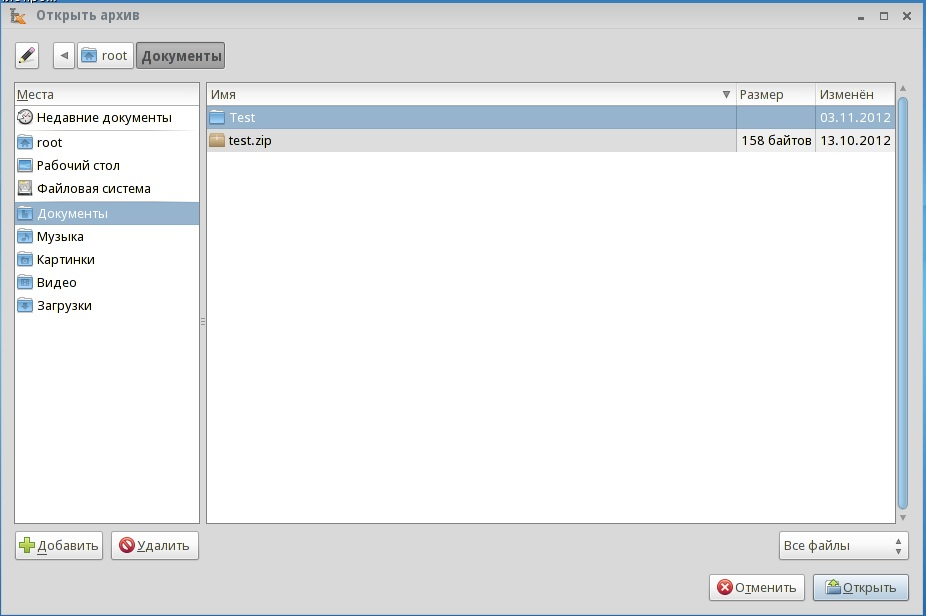 Открыть архив
root
Документы
Места
Недавние документы
root
Рабочий стол
Файловая система
Документы
Музыка
Картинки
Видео
Загрузки
Имя Размер Изменён
Test 03.11.2012
test.zip 158 байтов 13.10.2012
Добавить
Удалить
Все файлы
Отменить
Открыть